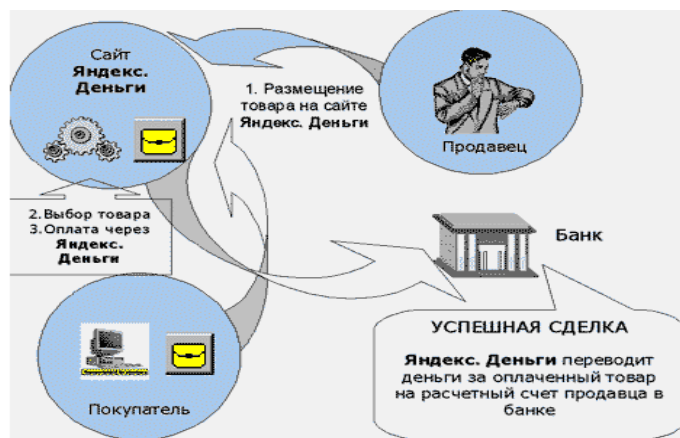 Сайт
Яндекс.
Деньги
1. Размещение
товара на сайте
Яндекс. Деньги
Продавец
2.Выбор товара
3.Оплата через
Яндекс.
Деньги
Банк
Покупатель
УСПЕШНАЯ СДЕЛКА
Яндекс. Деньги переводит
деньги за оплаченный товар
на расчетный счет продавца в
банке